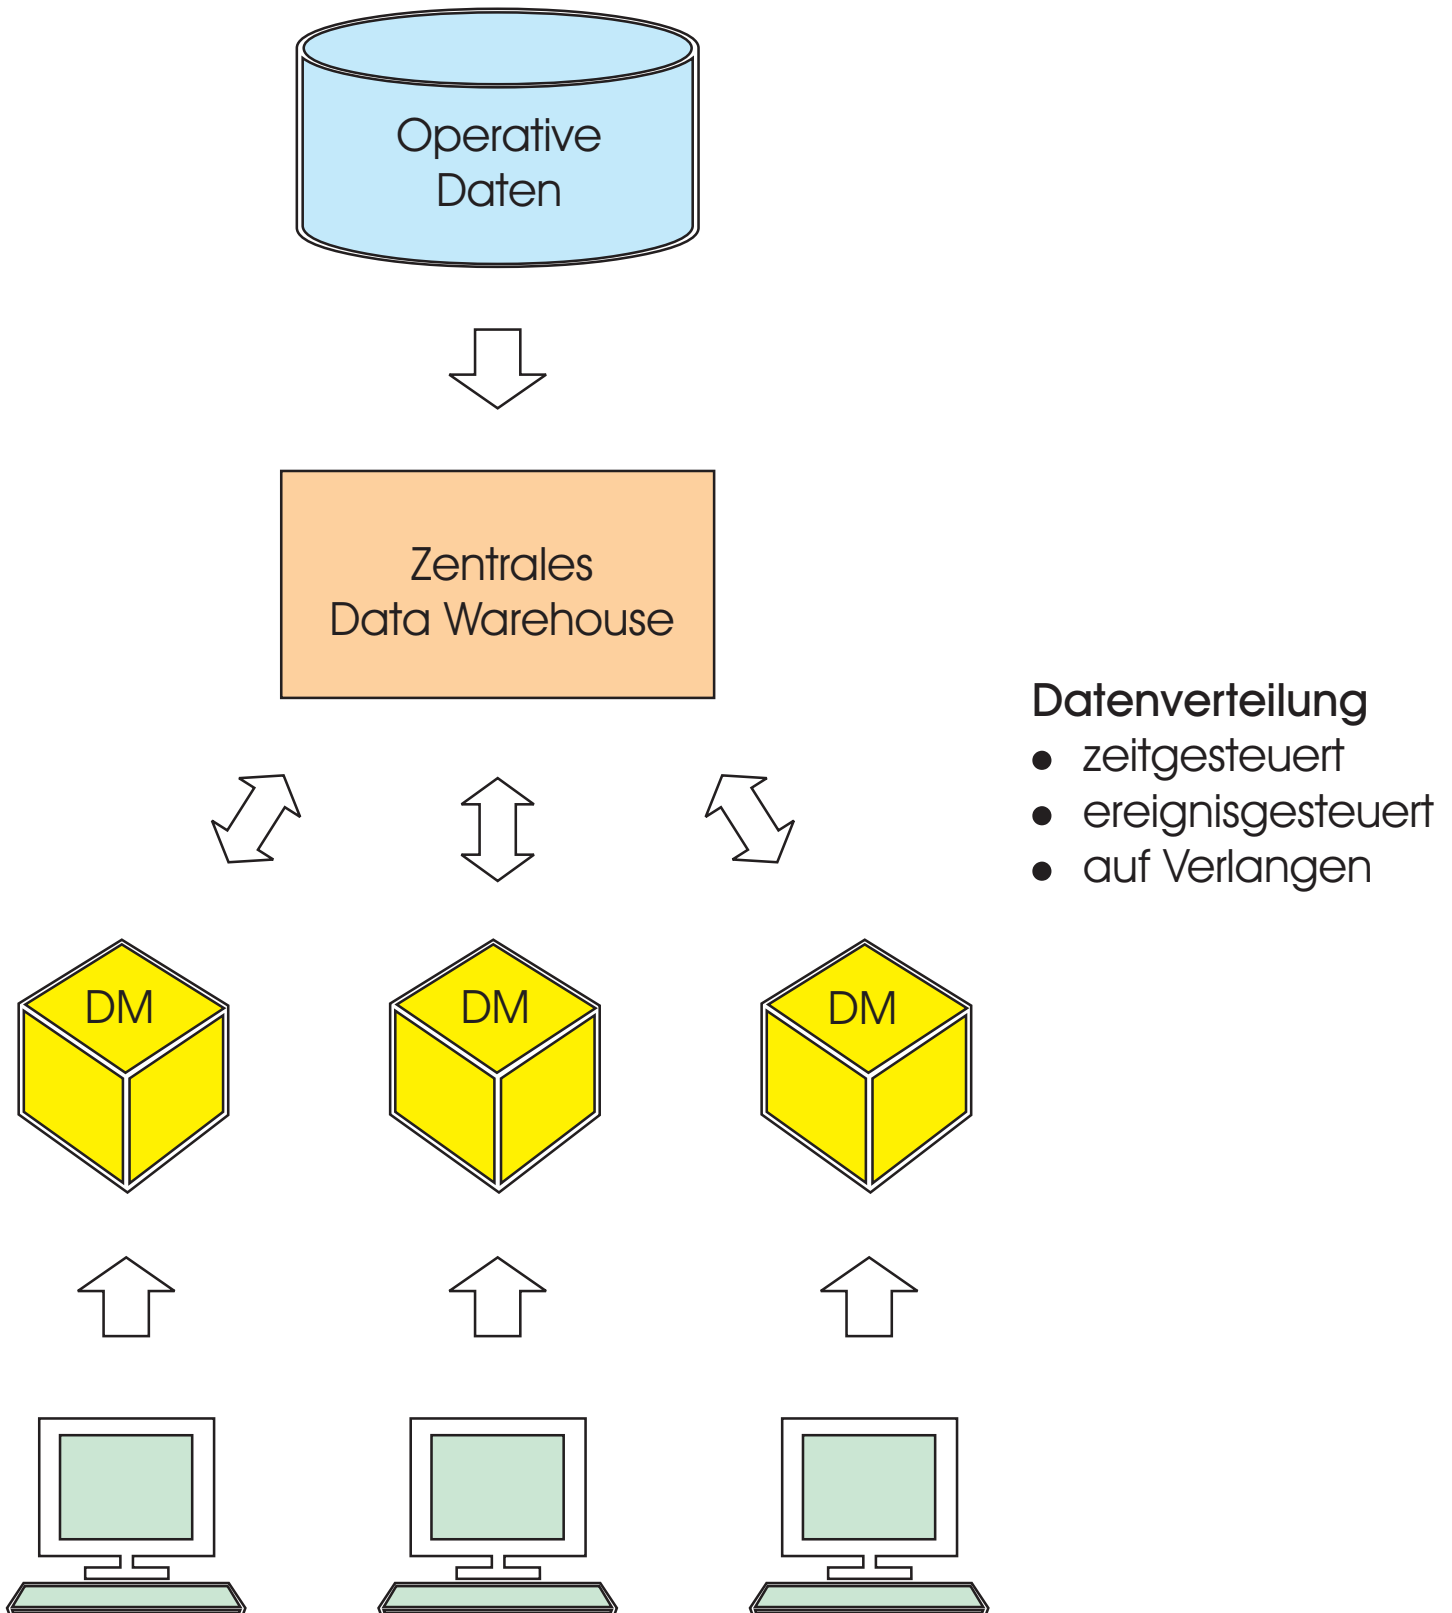 Operative
Daten
Zentrales
Data Warehouse
Datenverteilung
● zeitgesteuert
● ereignisgesteuert
● auf Verlangen
DM
DM
DM